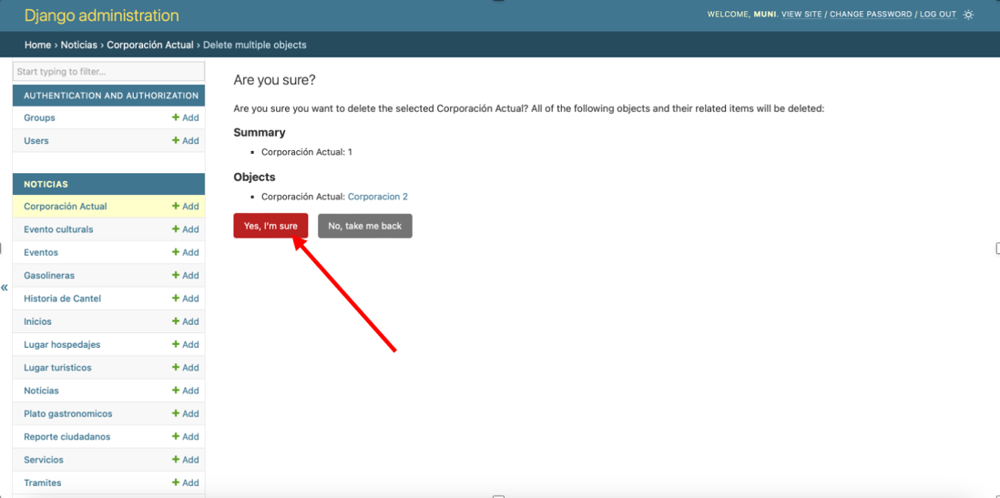 Django administration
WELCOME, MUNI. VIEW SITE / CHANGE PASSWORD / LOG OUT
Home › Noticias › Corporación Actual › Delete multiple objects
Start typing to filter...
AUTHENTICATION AND AUTHORIZATION
Groups + Add
Users + Add
NOTICIAS
Corporación Actual + Add
Evento culturals + Add
Eventos + Add
Gasolineras + Add
Historia de Cantel + Add
Inicios + Add
Lugar hospedajes + Add
Lugar turisticos + Add
Noticias + Add
Plato gastronomicos + Add
Reporte ciudadanos + Add
Servicios + Add
Tramites + Add
«
Are you sure?
Are you sure you want to delete the selected Corporación Actual? All of the following objects and their related items will be deleted:
Summary
Corporación Actual: 1
Objects
Corporación Actual: Corporacion 2
Yes, I'm sure No, take me back